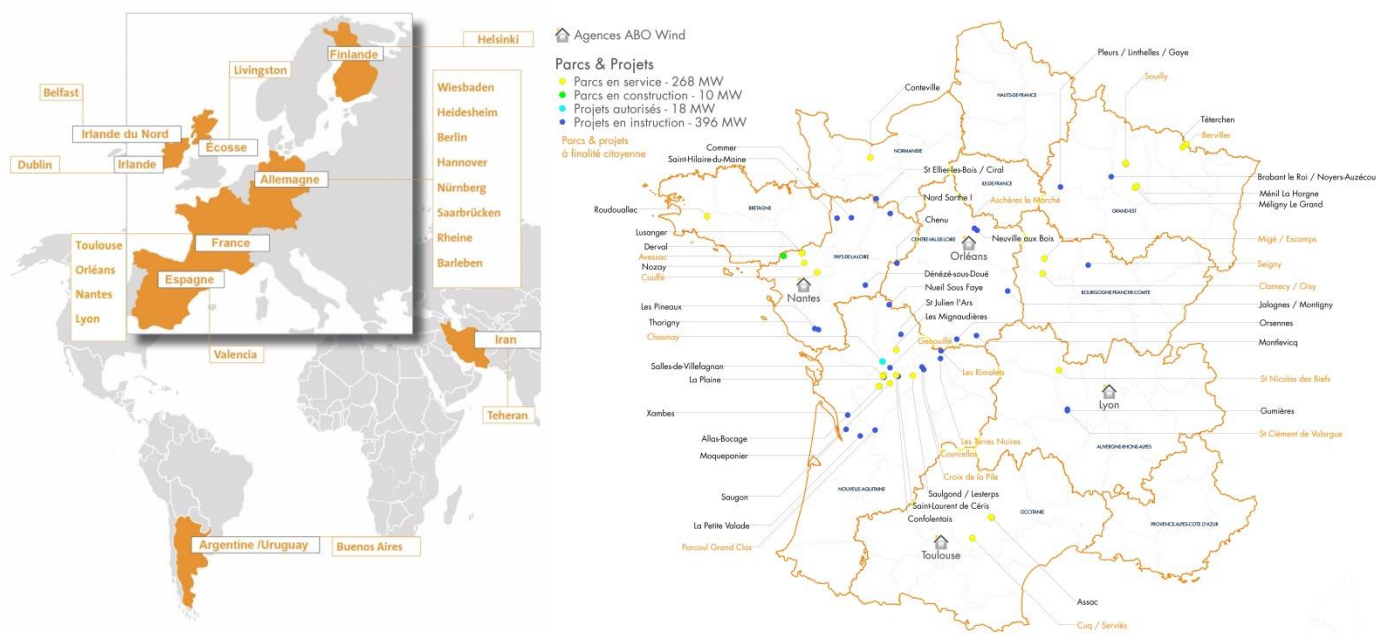 Helsinki
Finlande
Livingston
Belfast
Wiesbaden
Heidesheim
Berlin
Hannover
Nürnberg
Saarbrücken
Rheine
Barleben
Irlande du Nord
Écosse
Dublin
Irlande
Allemagne
Toulouse
Orléans
Nantes
Lyon
France
Espagne
Valencia
Iran
Teheran
Argentine /Uruguay
Buenos Aires
Agences ABO Wind
Parcs & Projets
Parcs en service - 268 MW
Parcs en construction - 10 MW
Projets autorisés - 18 MW
Projets en instruction - 396 MW
Parcs & projets
à finalité citoyenne
Pleurs / Linthelles / Gaye
Souilly
Conteville
HAUTS-DE-FRANCE
Téterchen
Berviller
Commer
Saint-Hilaire-du-Maine
NORMANDIE
St Ellier-les-Bois / Ciral
ILE-DE-FRANCE
Brabant le Roi / Noyers-Auzécou
Nord Sarthe I
Aschères le Marché
Ménil La Horgne
Méligny Le Grand
GRAND-EST
Roudouallec
BRETAGNE
Chenu
Lusanger
CENTRE-VAL DE LOIRE
Neuville aux Bois
Migé / Escamps
Derval
Avessac
PAYS-DE-LA-LOIRE
Orléans
Nozay
Couffé
Dénézé-sous-Doué
Seigny
Clamecy / Oisy
Nantes
Nueil Sous Faye
BOURGOGNE-FRANCHE-COMTE
Les Pineaux
St Julien l'Ars
Jalognes / Montigny
Thorigny
Les Mignaudières
Orsennes
Chaunay
Genouillé
Montlevicq
Salles-de-Villefagnan
La Plaine
Les Rimalets
St Nicolas des Biefs
Lyon
Xambes
Gumières
Allas-Bocage
Les Terres Noires
St Clément de Valorgue
Moquepanier
Courcellas
AUVERGNE-RHONE-ALPES
Croix de la Pile
NOUVELLE-AQUITAINE
Saugon
Saulgond / Lesterps
Saint-Laurent de Céris
Confolentais
OCCITANIE
La Petite Valade
PROVENCE-ALPES-COTE D'AZUR
Parcoul Grand Clos
Toulouse
Assac
Cuq / Serviès